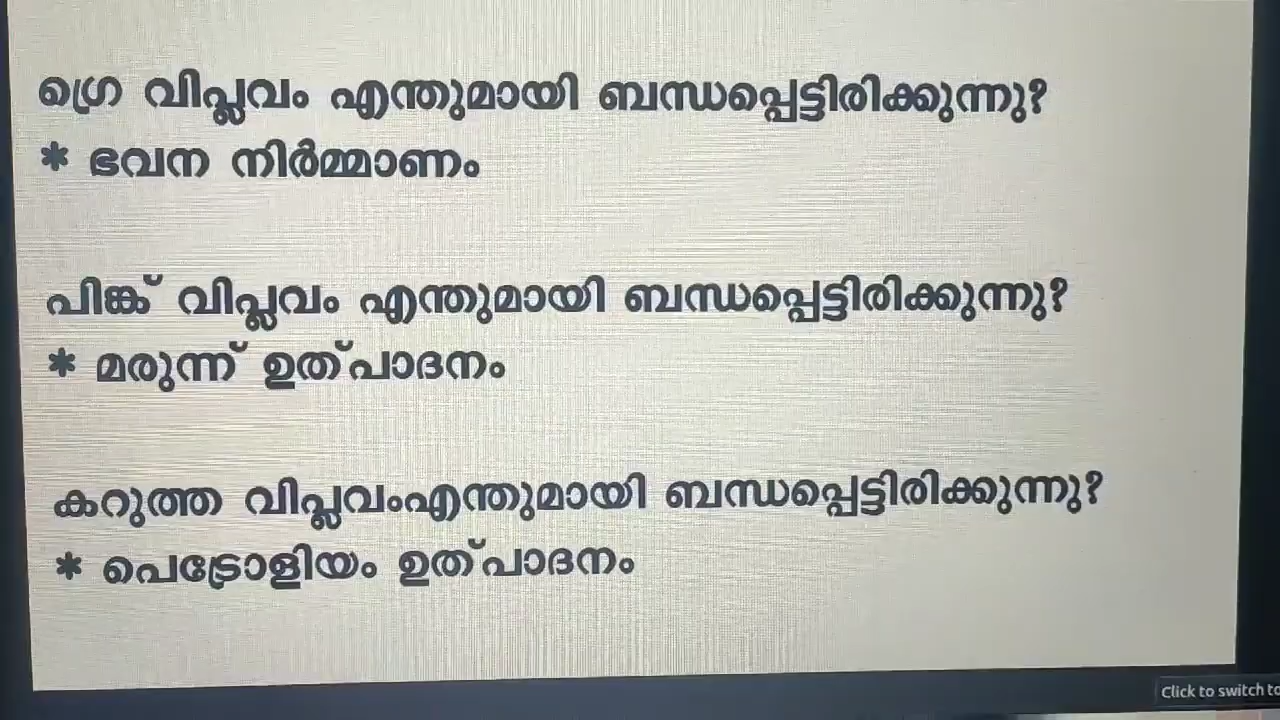 ഗ്രെ വിപ്ലവം എന്തുമായി ബന്ധപ്പെട്ടിരിക്കുന്നു?
* ഭവന നിർമ്മാണം
പിങ്ക് വിപ്ലവം എന്തുമായി ബന്ധപ്പെട്ടിരിക്കുന്നു?
* മരുന്ന് ഉത്പാദനം
കറുത്ത വിപ്ലവംഎന്തുമായി ബന്ധപ്പെട്ടിരിക്കുന്നു?
* പെട്രോളിയം ഉത്പാദനം
Click to switch to